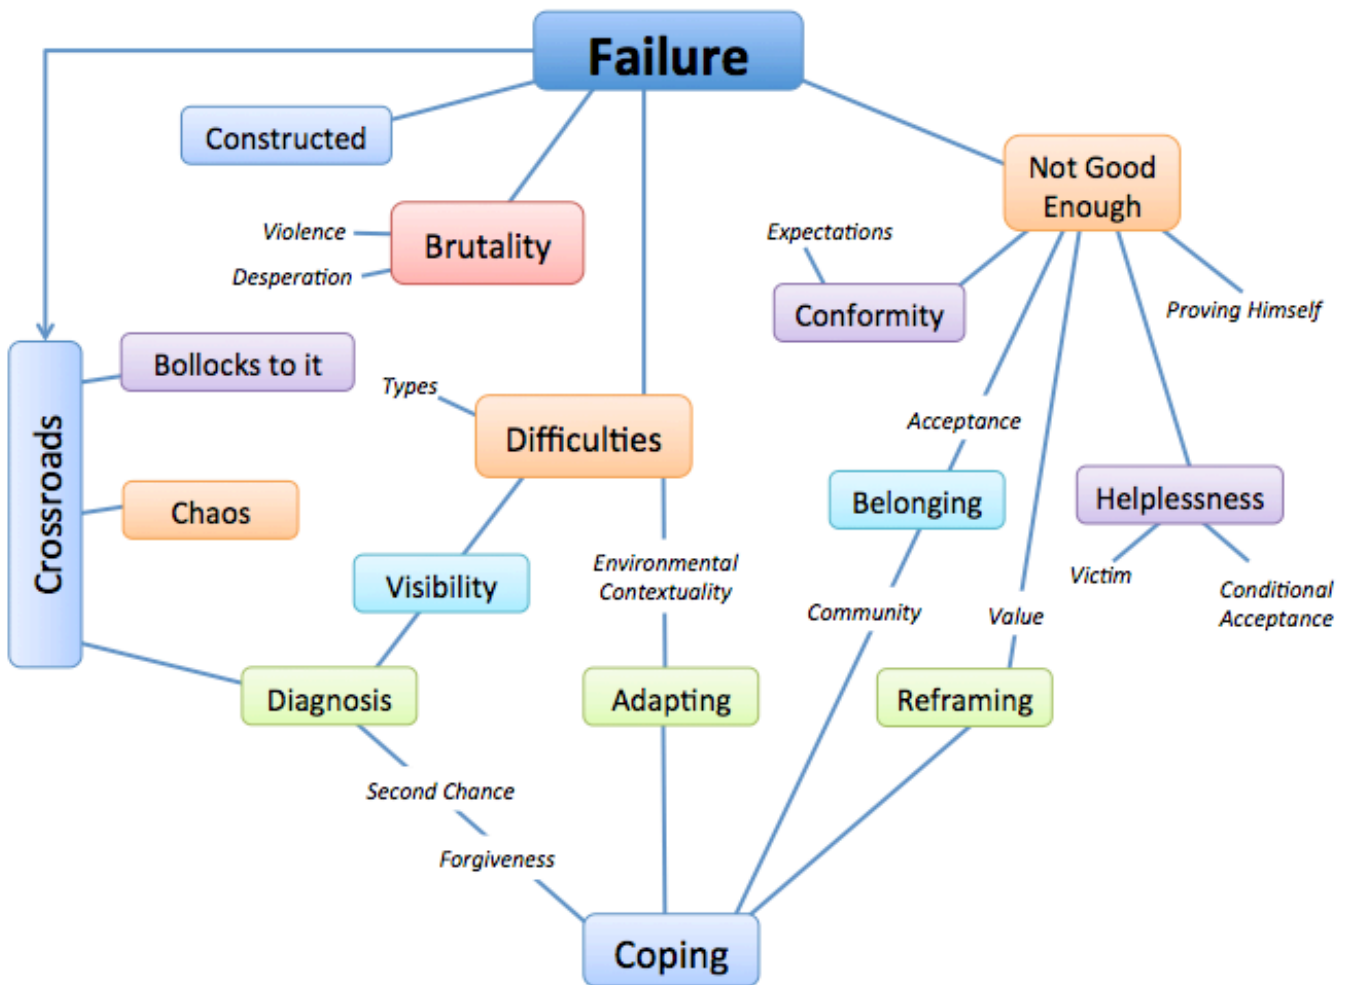 Failure
Constructed
Not Good
Enough
Violence
Brutality
Desperation
Expectations
Conformity
Proving Himself
Bollocks to it
Types
Difficulties
Acceptance
Crossroads
Chaos
Belonging
Helplessness
Visibility
Environmental
Contextuality
Victim
Conditional
Acceptance
Community
Value
Diagnosis
Adapting
Reframing
Second Chance
Forgiveness
Coping